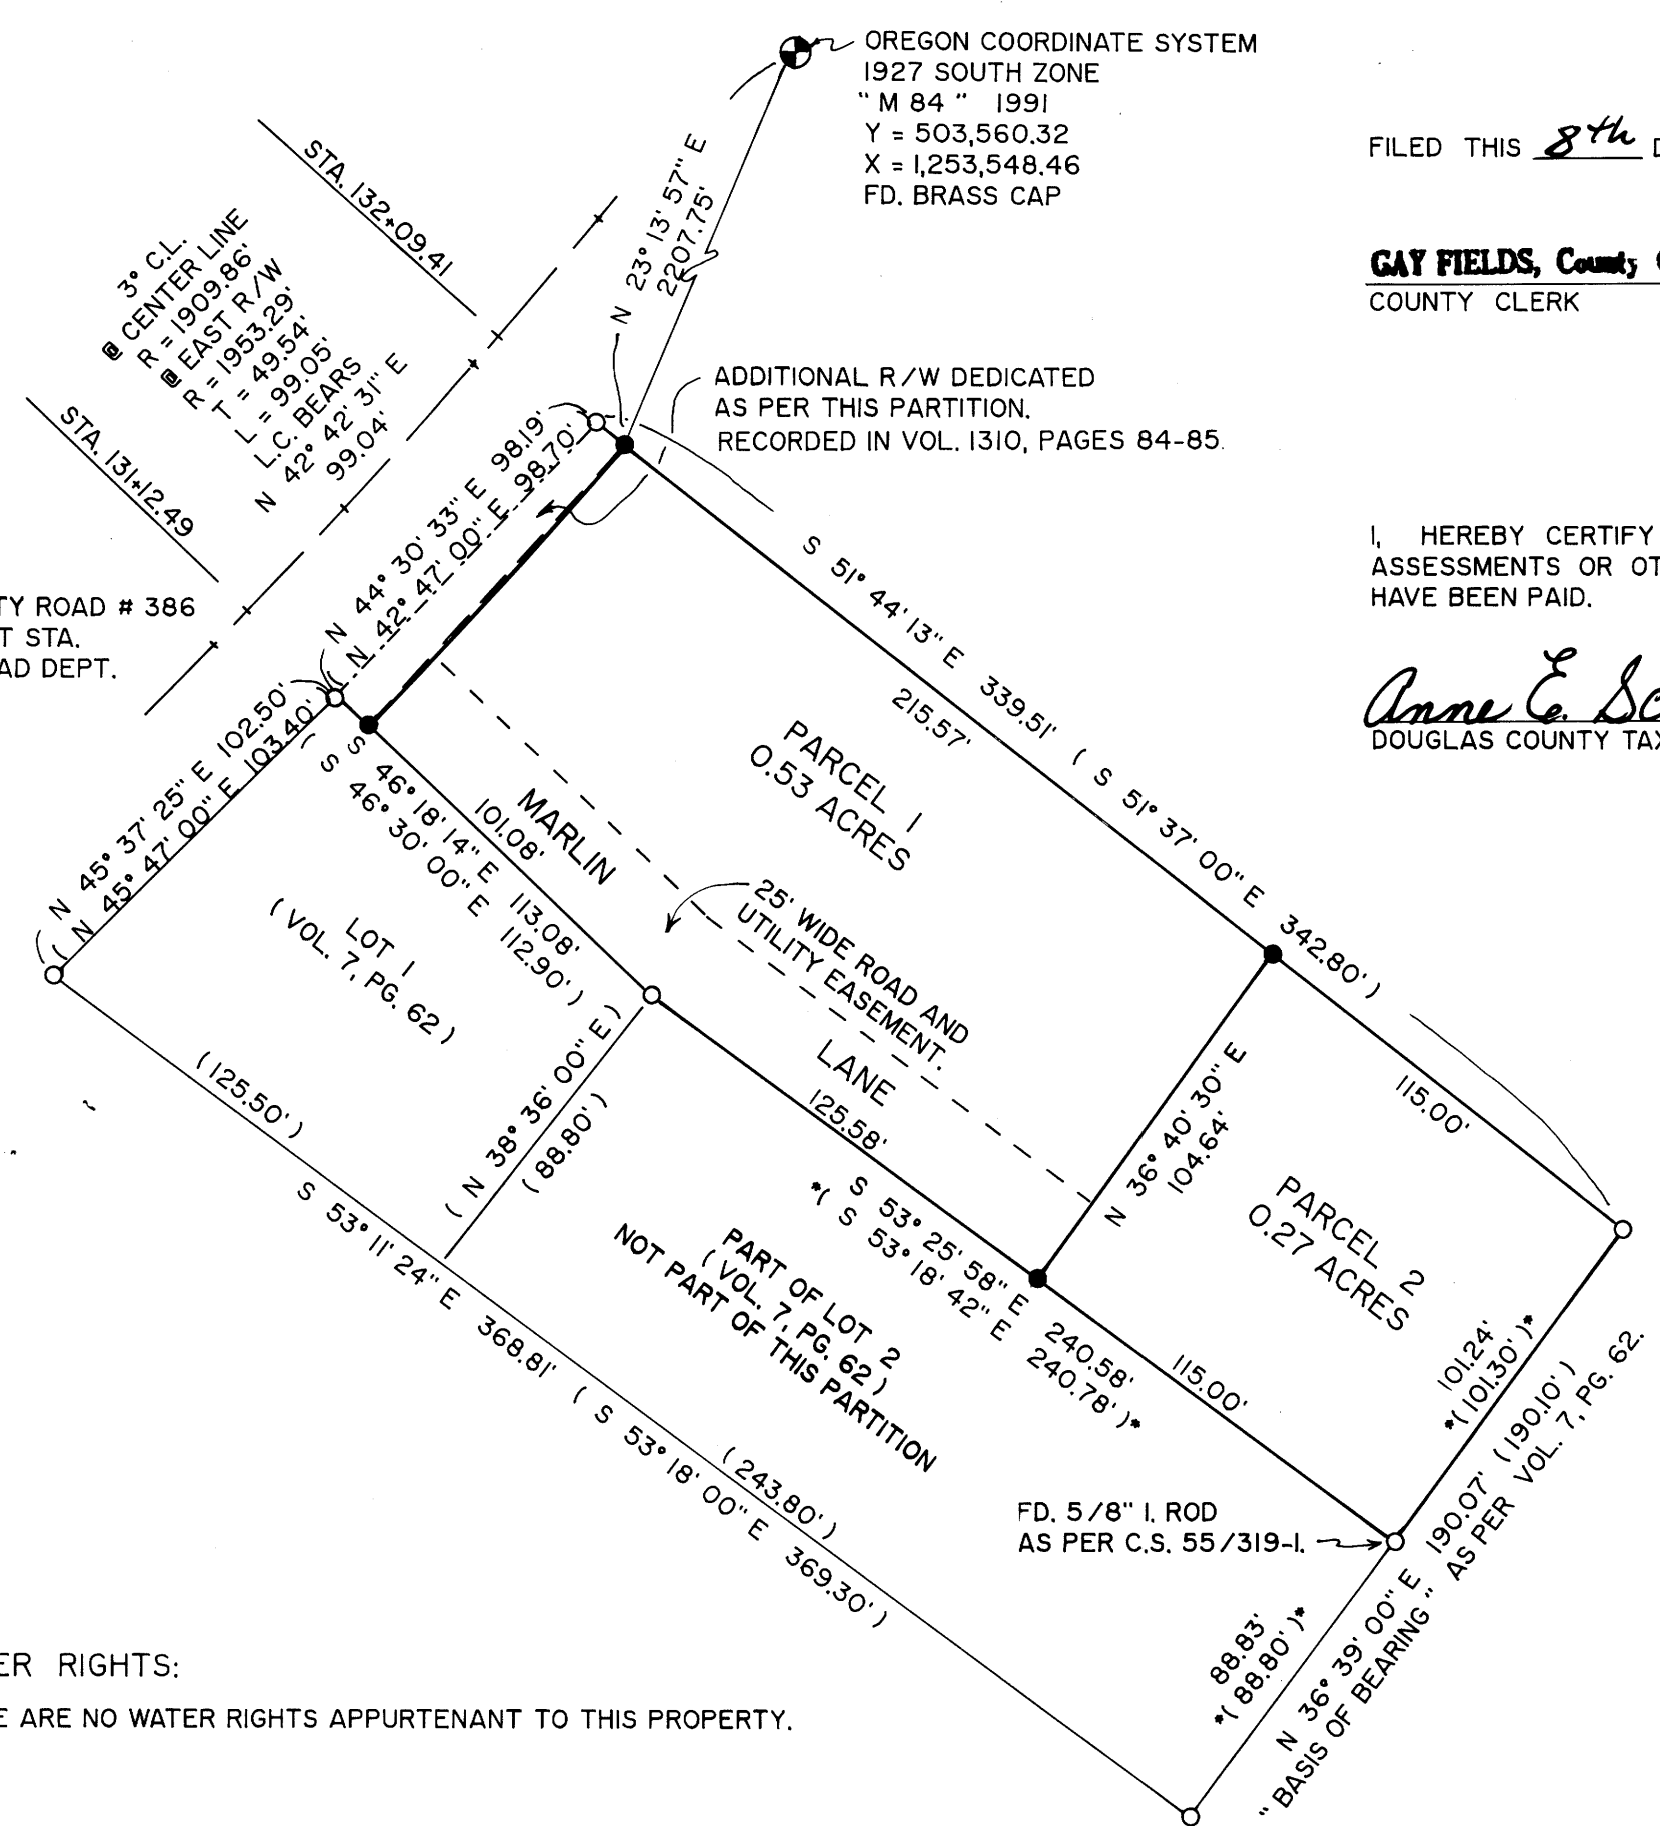 OREGON COORDINATE SYSTEM
1927 SOUTH ZONE
" M 84 " 1991
Y = 503,560.32
X = 1,253,548.46
FD. BRASS CAP
FILED THIS 8th D
GAY FIELDS, County C
COUNTY CLERK
STA. 132+09.41
3° C.L.
@ CENTER LINE
R = 1909.86'
@ EAST R/W
R = 1953.29'
T = 49.54'
L = 99.05'
L.C. BEARS
N 42° 42' 31" E
99.04'
STA. 131+12.49
N 23° 13' 57" E
2207.75'
ADDITIONAL R/W DEDICATED
AS PER THIS PARTITION.
RECORDED IN VOL. 1310, PAGES 84-85.
N 44° 30' 33" E 98.19'
( N 42° 47' 00" E 98.70'
TY ROAD # 386
T STA.
AD DEPT.
I, HEREBY CERTIFY
ASSESSMENTS OR OT
HAVE BEEN PAID.
Anne E. Sc
DOUGLAS COUNTY TAX
N 45° 37' 25" E 102.50'
( N 45° 47' 00" E 103.40'
S 51° 44' 13" E 339.51' ( S 51° 37' 00" E 342.80' )
215.57'
PARCEL 1
0.53 ACRES
S 46° 18' 14" E 113.08'
( S 46° 30' 00" E 112.90' )
101.08'
MARLIN
LANE
25' WIDE ROAD AND
UTILITY EASEMENT.
LOT 1
( VOL. 7, PG. 62 )
( N 38° 36' 00" E )
( 88.80' )
(125.50')
125.58'
S 53° 25' 58" E 240.58'
*( S 53° 18' 42" E 240.78' )*
N 36° 40' 30" E
104.64'
115.00'
PARCEL 2
0.27 ACRES
115.00'
101.24'
*( 101.30' )*
PART OF LOT 2
( VOL. 7, PG. 62 )
NOT PART OF THIS PARTITION
S 53° 11' 24" E 368.81' ( S 53° 18' 00" E 369.30' )
( 243.80' )
FD. 5/8" I. ROD
AS PER C.S. 55/319-1.
88.83'
*( 88.80' )*
N 36° 39' 00" E 190.07' ( 190.10' )
" BASIS OF BEARING " AS PER VOL. 7, PG. 62.
ER RIGHTS:
E ARE NO WATER RIGHTS APPURTENANT TO THIS PROPERTY.